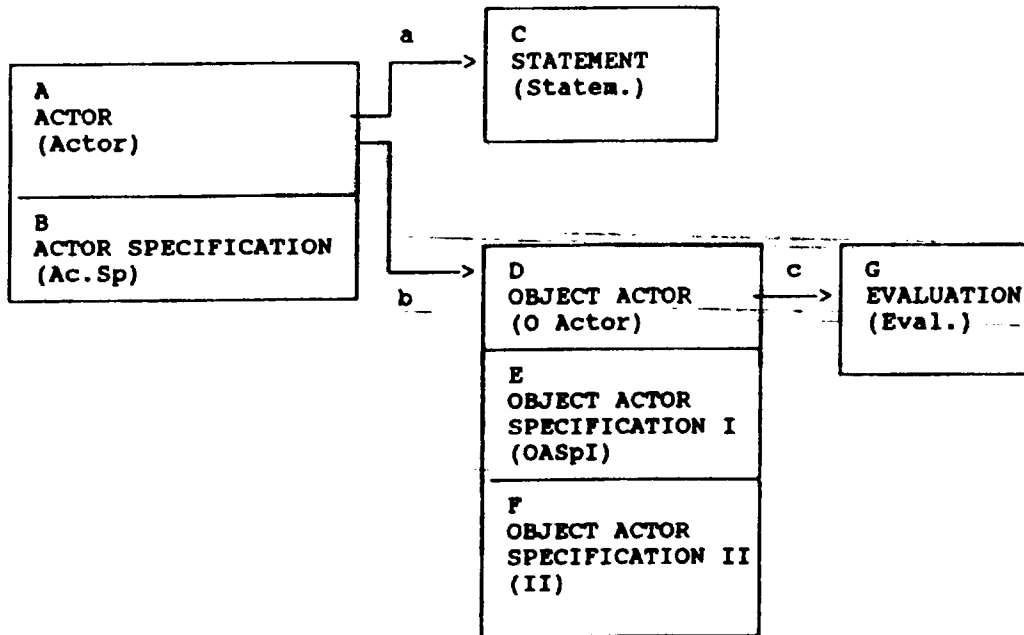 a
C
STATEMENT
(Statem.)
A
ACTOR
(Actor)
B
ACTOR SPECIFICATION
(Ac.Sp)
b
D
OBJECT ACTOR
(O Actor)
c
G
EVALUATION
(Eval.)
E
OBJECT ACTOR
SPECIFICATION I
(OASpI)
F
OBJECT ACTOR
SPECIFICATION II
(II)